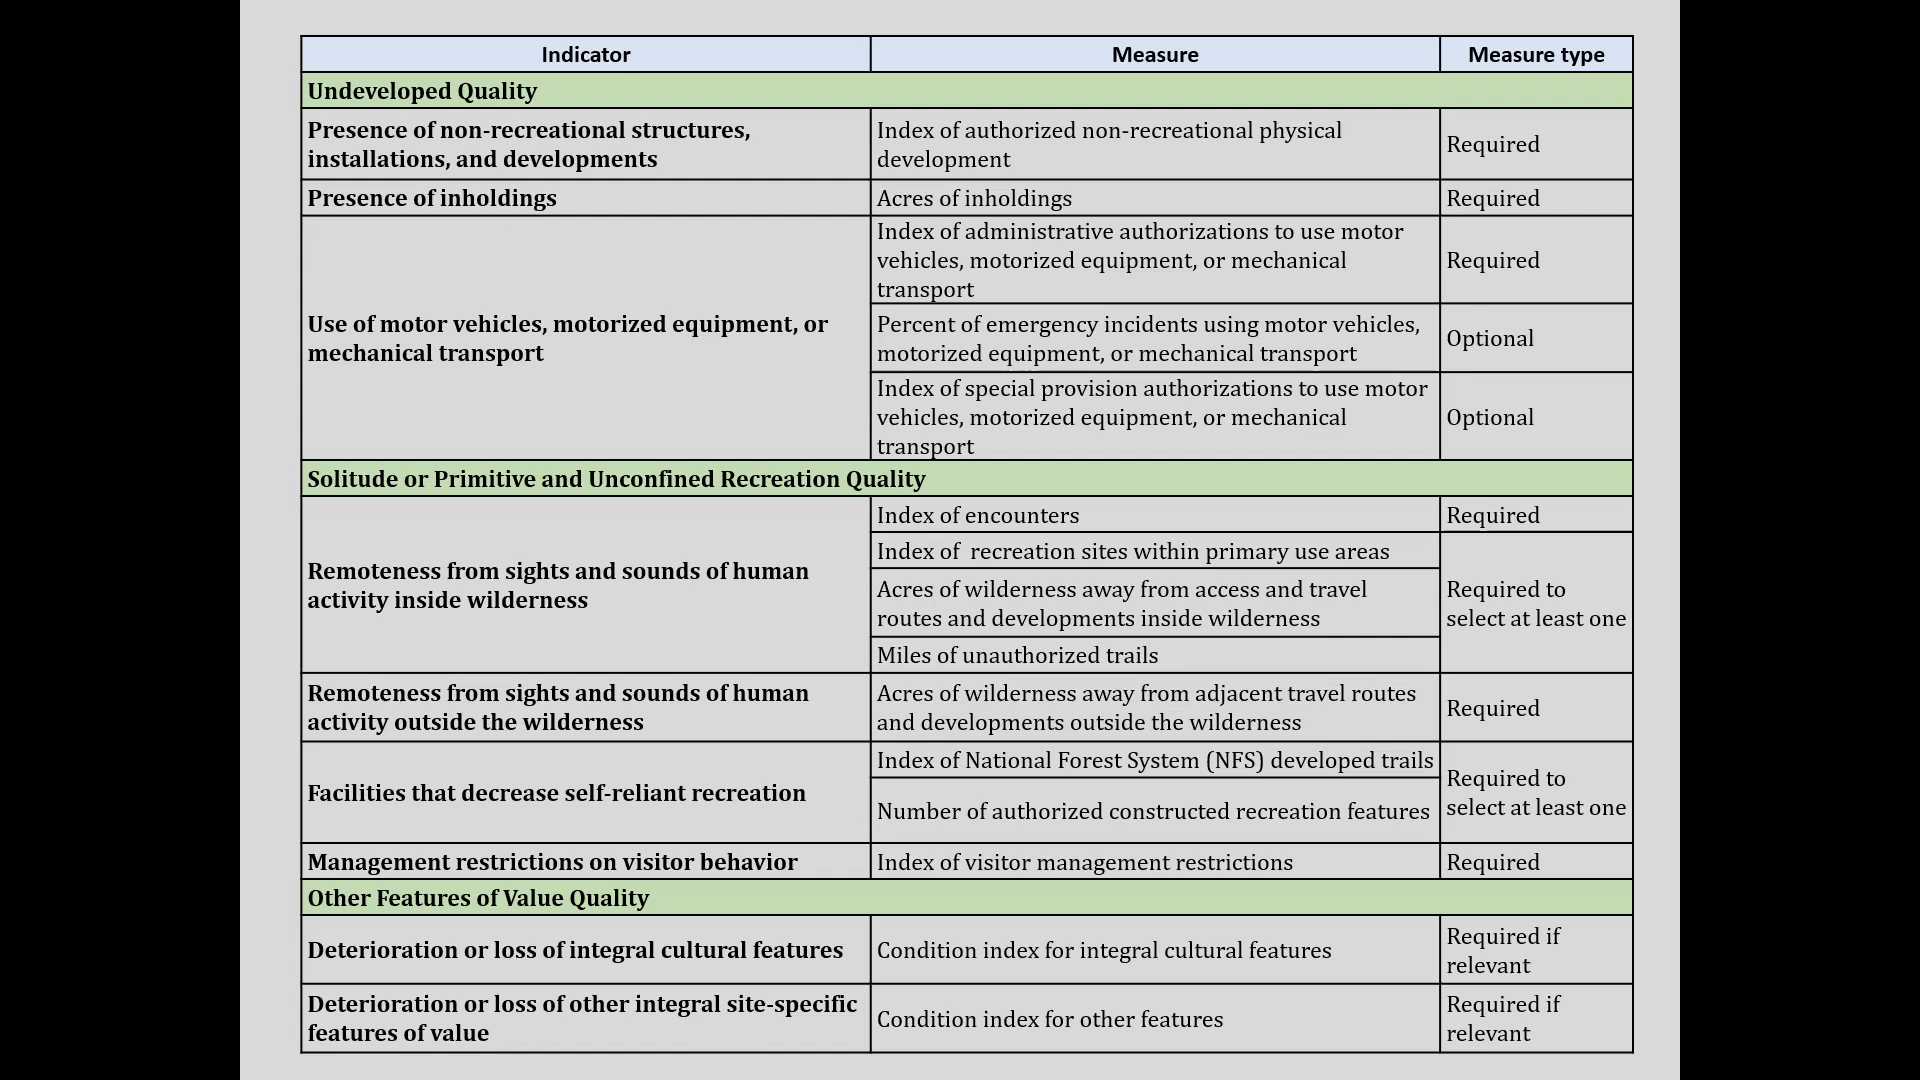 Indicator
Measure
Measure type
Undeveloped Quality
Presence of non-recreational structures,
installations, and developments
Index of authorized non-recreational physical
development
Required
Presence of inholdings
Acres of inholdings
Required
Use of motor vehicles, motorized equipment, or
mechanical transport
Index of administrative authorizations to use motor
vehicles, motorized equipment, or mechanical
transport
Required
Percent of emergency incidents using motor vehicles,
motorized equipment, or mechanical transport
Optional
Index of special provision authorizations to use motor
vehicles, motorized equipment, or mechanical
transport
Optional
Solitude or Primitive and Unconfined Recreation Quality
Remoteness from sights and sounds of human
activity inside wilderness
Index of encounters
Required
Index of  recreation sites within primary use areas
Acres of wilderness away from access and travel
routes and developments inside wilderness
Miles of unauthorized trails
Required to
select at least one
Remoteness from sights and sounds of human
activity outside the wilderness
Acres of wilderness away from adjacent travel routes
and developments outside the wilderness
Required
Facilities that decrease self-reliant recreation
Index of National Forest System (NFS) developed trails
Number of authorized constructed recreation features
Required to
select at least one
Management restrictions on visitor behavior
Index of visitor management restrictions
Required
Other Features of Value Quality
Deterioration or loss of integral cultural features
Condition index for integral cultural features
Required if
relevant
Deterioration or loss of other integral site-specific
features of value
Condition index for other features
Required if
relevant